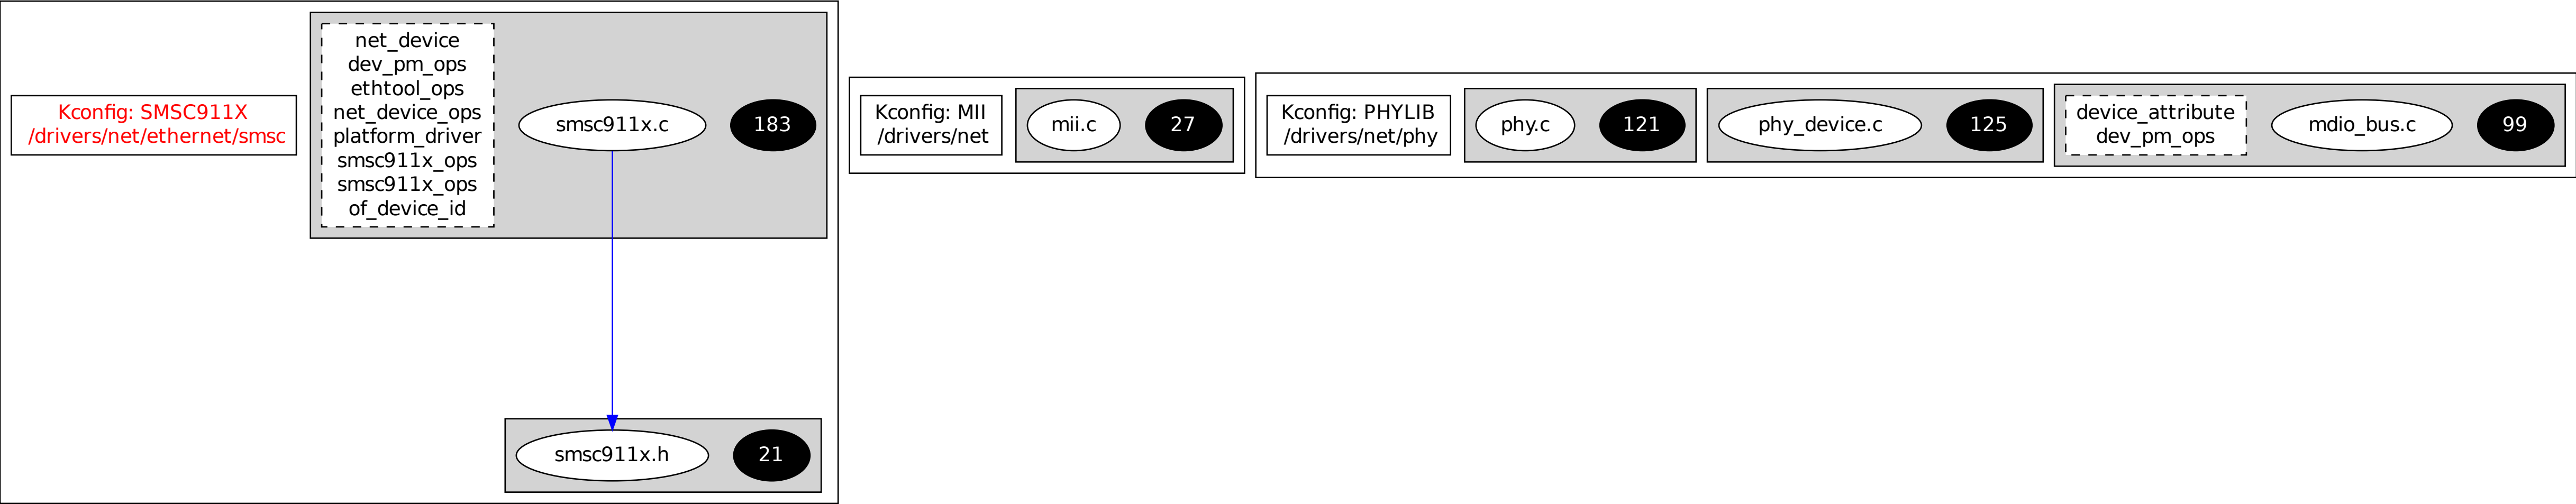 Kconfig: SMSC911X
/drivers/net/ethernet/smsc
net_device
dev_pm_ops
ethtool_ops
net_device_ops
platform_driver
smsc911x_ops
smsc911x_ops
of_device_id
smsc911x.c
183
smsc911x.h
21
Kconfig: MII
/drivers/net
mii.c
27
Kconfig: PHYLIB
/drivers/net/phy
phy.c
121
phy_device.c
125
device_attribute
dev_pm_ops
mdio_bus.c
99